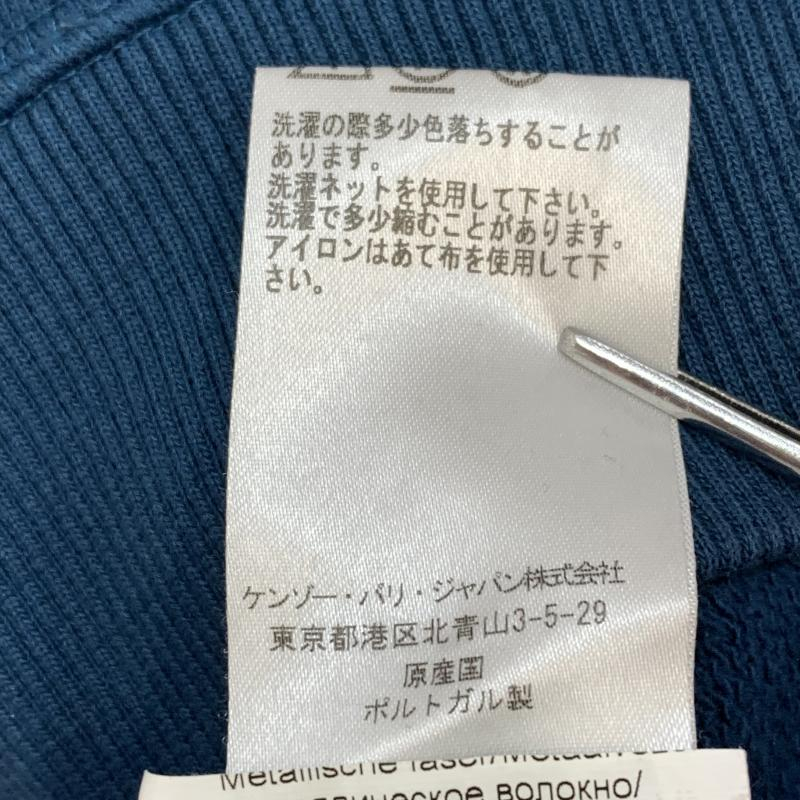 洗濯の際多少色落ちすることが
あります。
洗濯ネットを使用して下さい。
洗濯で多少縮むことがあります。
アイロンはあて布を使用して下
さい。
ケンゾー・パリ・ジャパン株式会社
東京都港区北青山3-5-29
原産国
ポルトガル製
Metallische faser/
волокно/